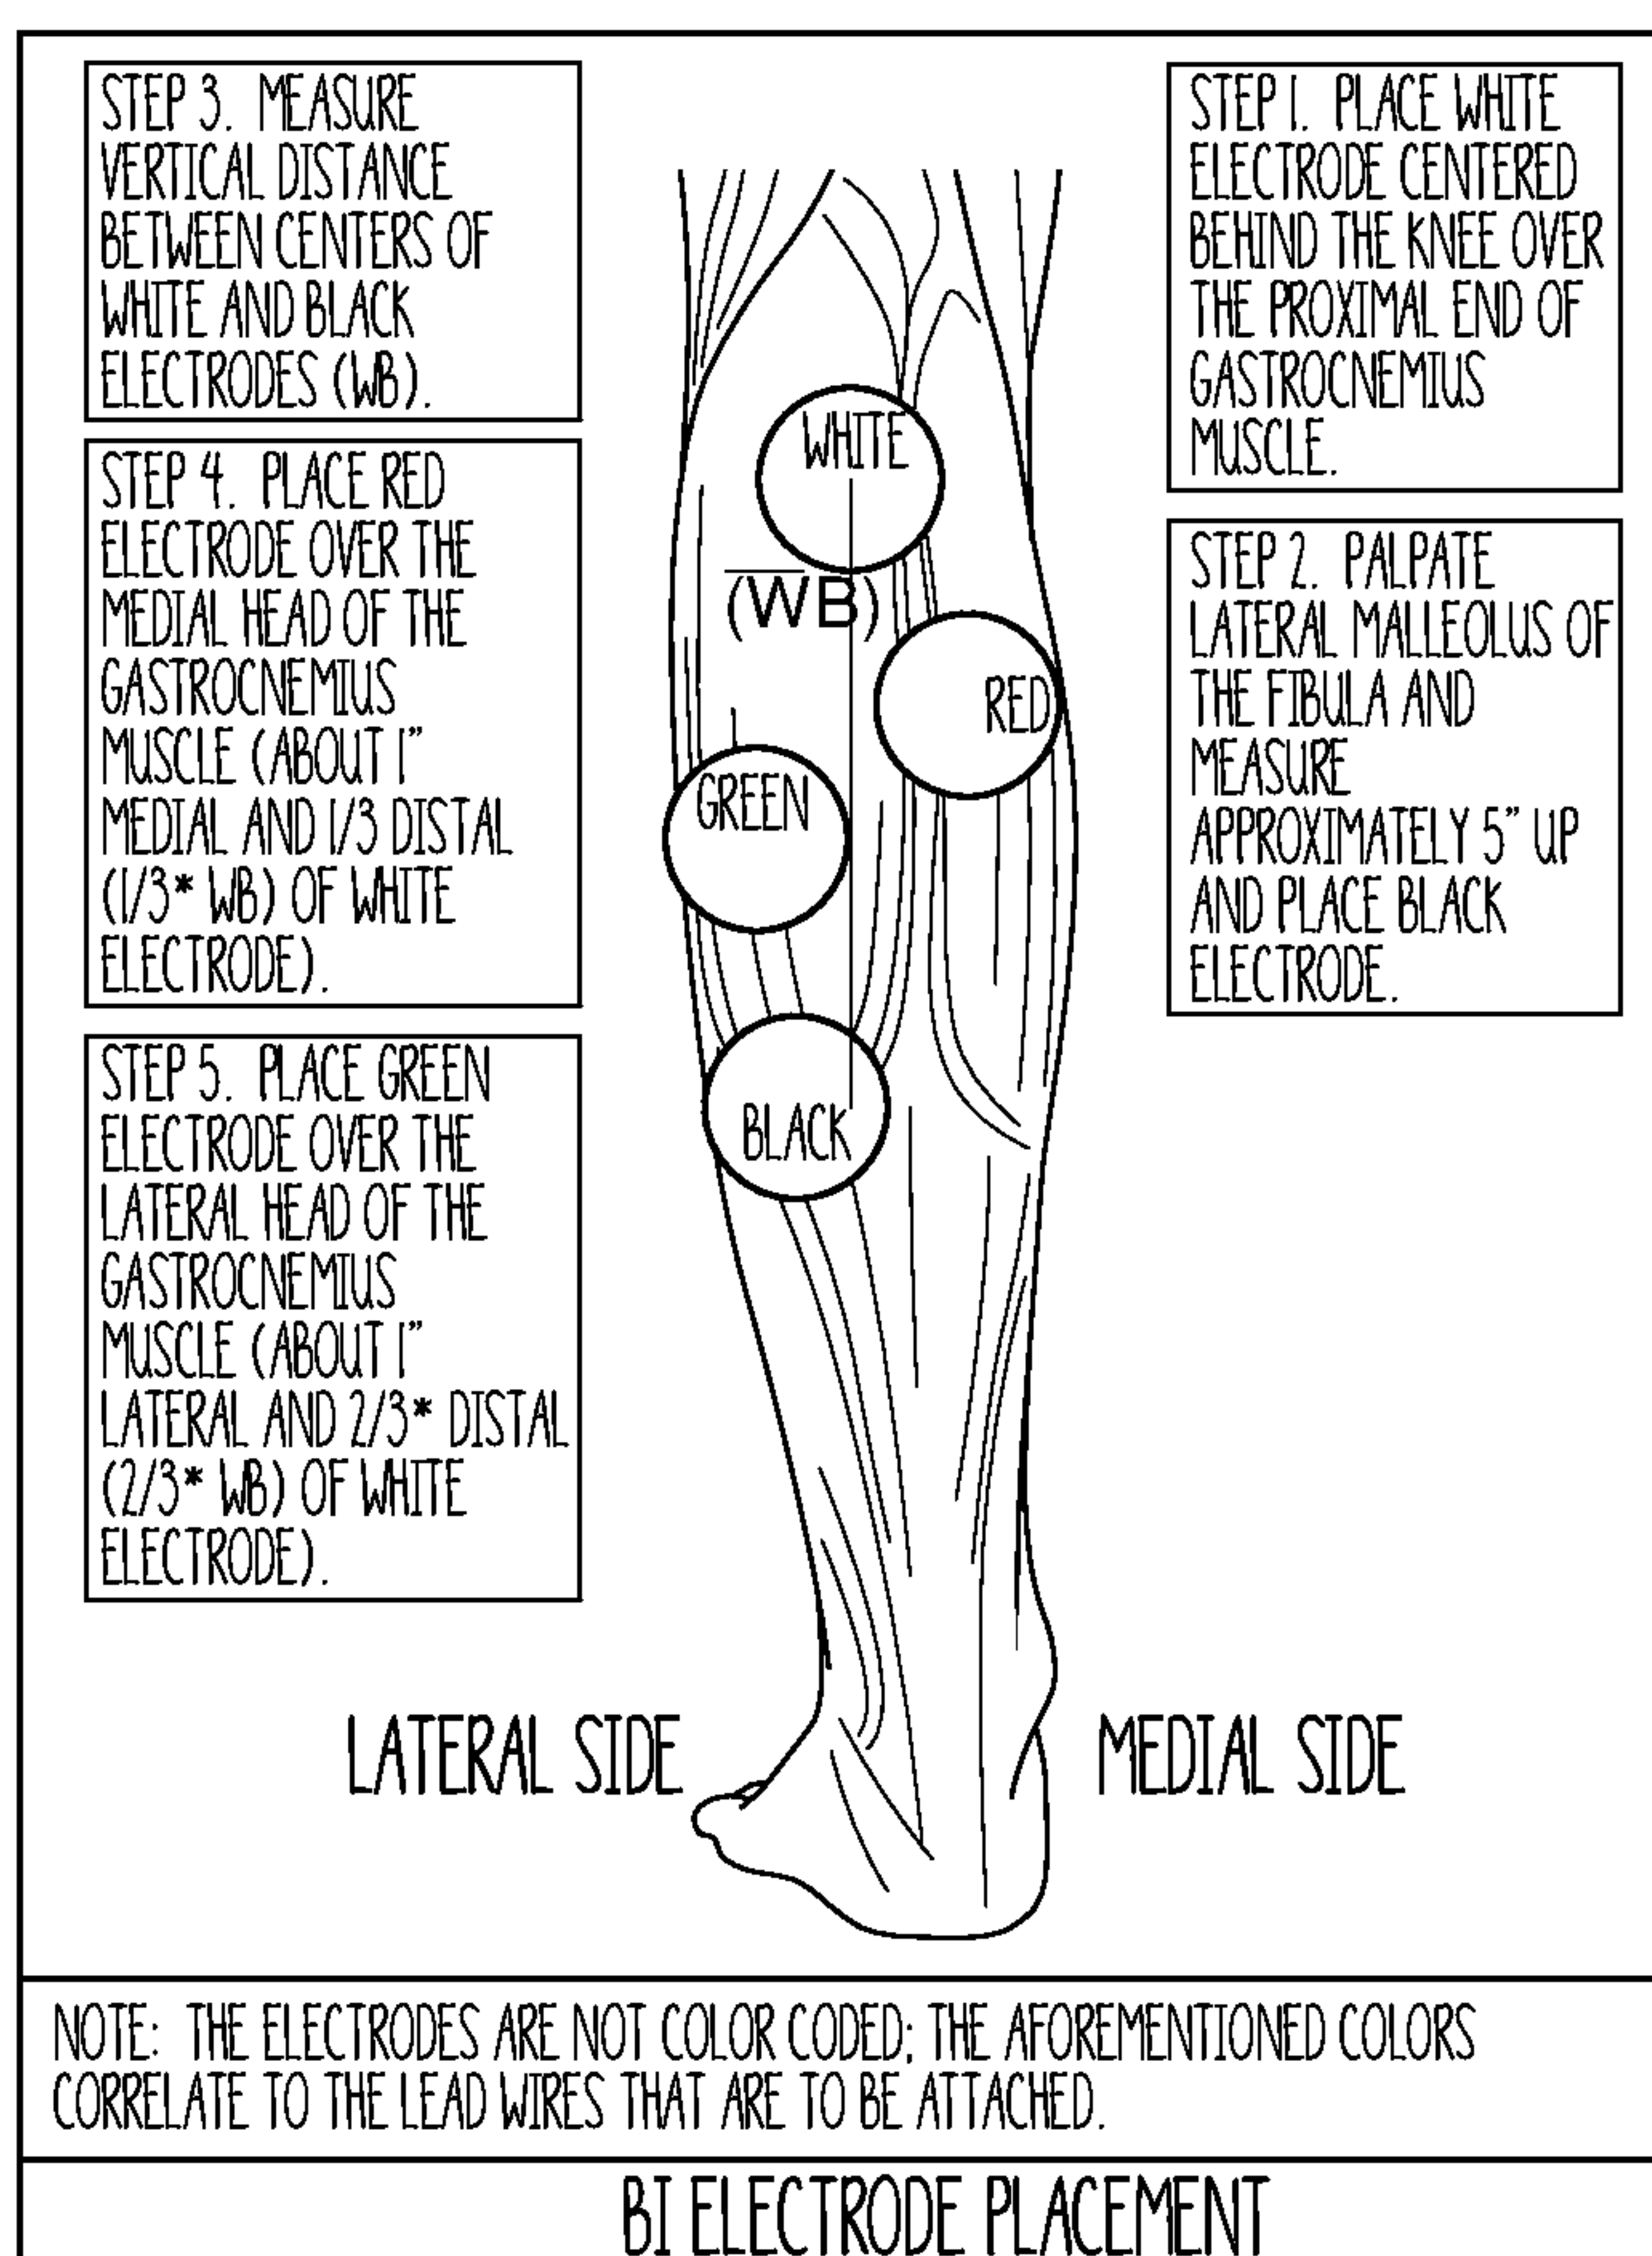 STEP 3. MEASURE
VERTICAL DISTANCE
BETWEEN CENTERS OF
WHITE AND BLACK
ELECTRODES (WB).
STEP 4. PLACE RED
ELECTRODE OVER THE
MEDIAL HEAD OF THE
GASTROCNEMIUS
MUSCLE (ABOUT 1"
MEDIAL AND 1/3 DISTAL
(1/3* WB) OF WHITE
ELECTRODE).
STEP 5. PLACE GREEN
ELECTRODE OVER THE
LATERAL HEAD OF THE
GASTROCNEMIUS
MUSCLE (ABOUT 1"
LATERAL AND 2/3* DISTAL
(2/3* WB) OF WHITE
ELECTRODE).
WHITE
(WB)
RED
GREEN
BLACK
STEP 1. PLACE WHITE
ELECTRODE CENTERED
BEHIND THE KNEE OVER
THE PROXIMAL END OF
GASTROCNEMIUS
MUSCLE.
STEP 2. PALPATE
LATERAL MALLEOLUS OF
THE FIBULA AND
MEASURE
APPROXIMATELY 5" UP
AND PLACE BLACK
ELECTRODE.
LATERAL SIDE
MEDIAL SIDE
NOTE: THE ELECTRODES ARE NOT COLOR CODED; THE AFOREMENTIONED COLORS
CORRELATE TO THE LEAD WIRES THAT ARE TO BE ATTACHED.
BI ELECTRODE PLACEMENT